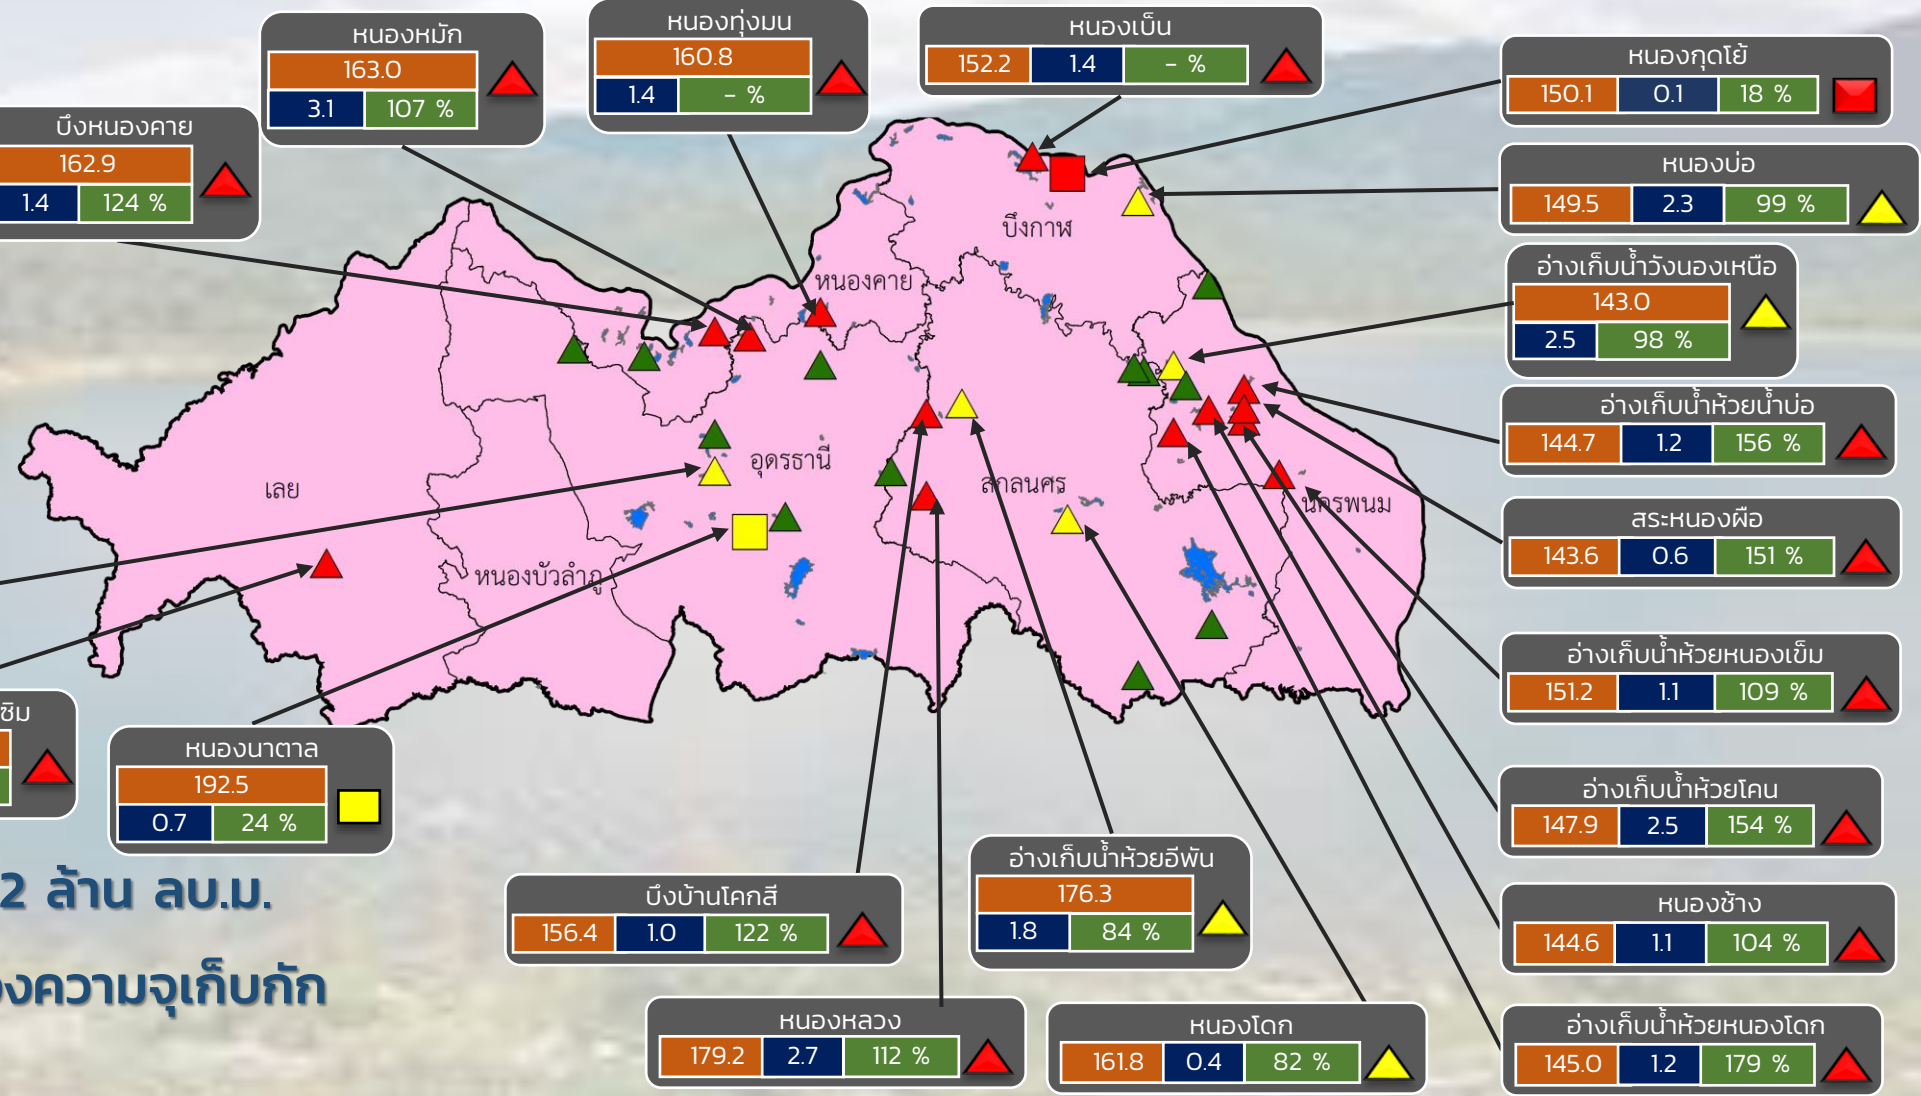 หนองหมัก
163.0
3.1 107 %
หนองทุ่งมน
160.8
1.4 - %
หนองเบ็น
152.2 1.4 - %
หนองกุดโย้
150.1 0.1 18 %
บึงหนองคาย
162.9
1.4 124 %
หนองบ่อ
149.5 2.3 99 %
อ่างเก็บน้ำวังนองเหนือ
143.0
2.5 98 %
อ่างเก็บน้ำห้วยน้ำบ่อ
144.7 1.2 156 %
สระหนองผือ
143.6 0.6 151 %
อ่างเก็บน้ำห้วยหนองเข็ม
151.2 1.1 109 %
อ่างเก็บน้ำห้วยโคน
147.9 2.5 154 %
หนองช้าง
144.6 1.1 104 %
อ่างเก็บน้ำห้วยหนองโดก
145.0 1.2 179 %
บึงกาฬ
หนองคาย
อุดรธานี
เลย
สกลนคร
นครพนม
หนองบัวลำภู
ซิม
หนองนาตาล
192.5
0.7 24 %
บึงบ้านโคกสี
156.4 1.0 122 %
อ่างเก็บน้ำห้วยอีพัน
176.3
1.8 84 %
หนองหลวง
179.2 2.7 112 %
หนองโดก
161.8 0.4 82 %
2 ล้าน ลบ.ม.
งความจุเก็บกัก